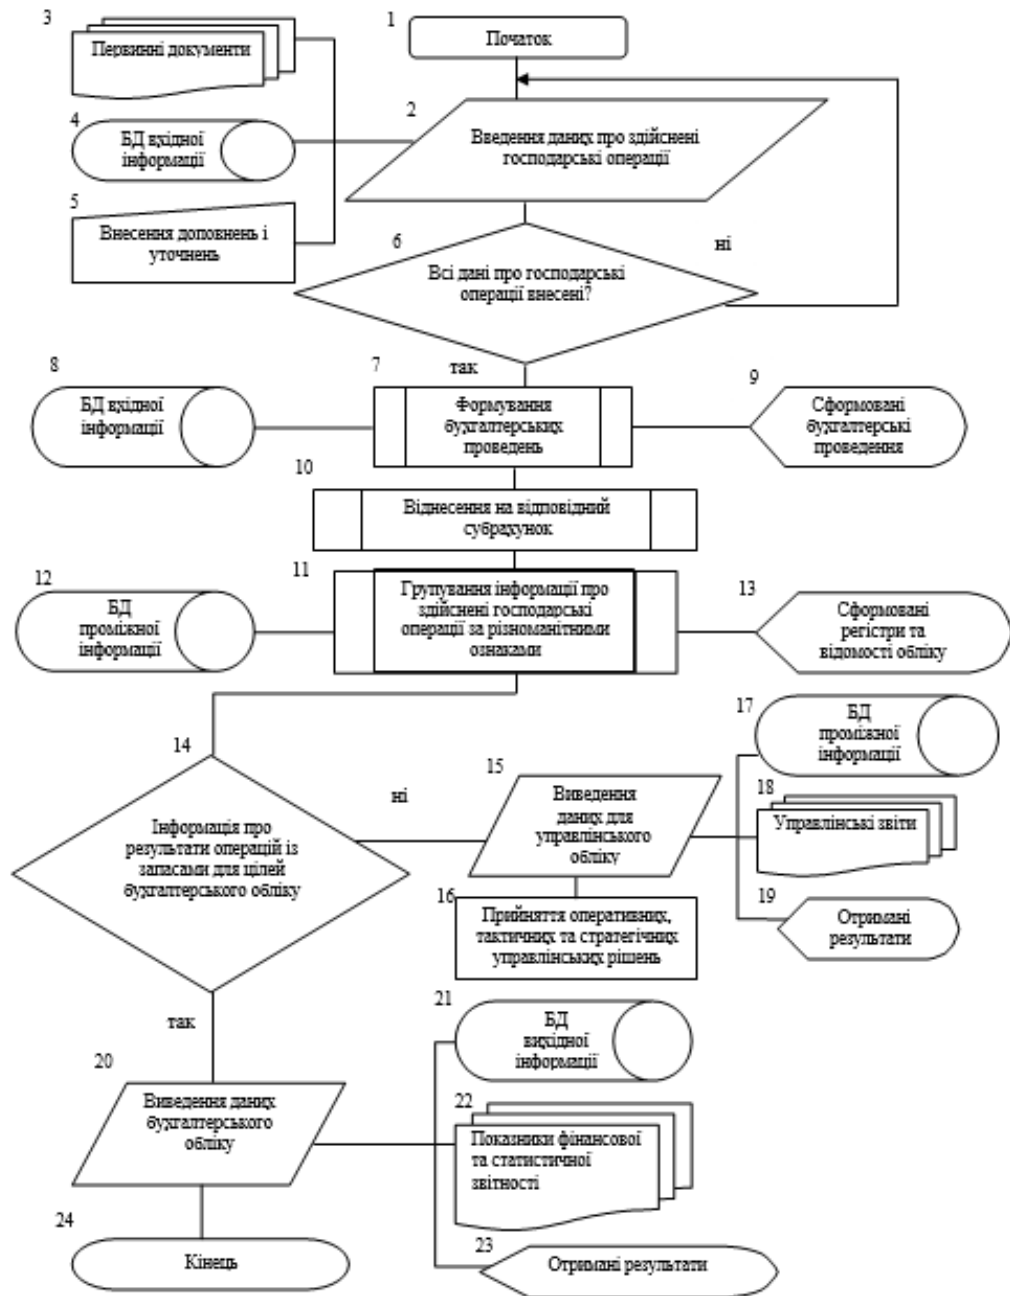 1
Початок
3
Первинні документи
2
Введення даних про здійснені
господарські операції
4
БД вхідної
інформації
5
Внесення доповнень і
уточнень
6
ні
Всі дані про господарські
операції внесені?
так
8
БД вхідної
інформації
7
Формування
бухгалтерських
проведень
9
Сформовані
бухгалтерські
проведення
10
Віднесення на відповідний
субрахунок
12
БД
проміжної
інформації
11
Групування інформації про
здійснені господарські
операції за різноманітними
ознаками
13
Сформовані
регістри та
відомості обліку
14
Інформація про
результати операцій із
запасами для цілей
бухгалтерського обліку
ні
15
Виведення
даних для
управлінського
обліку
17
БД
проміжної
інформації
18
Управлінські звіти
16
Прийняття оперативних,
тактичних та стратегічних
управлінських рішень
19
Отримані
результати
так
20
Виведення даних
бухгалтерського
обліку
21
БД
вихідної
інформації
22
Показники фінансової
та статистичної
звітності
23
Отримані результати
24
Кінець